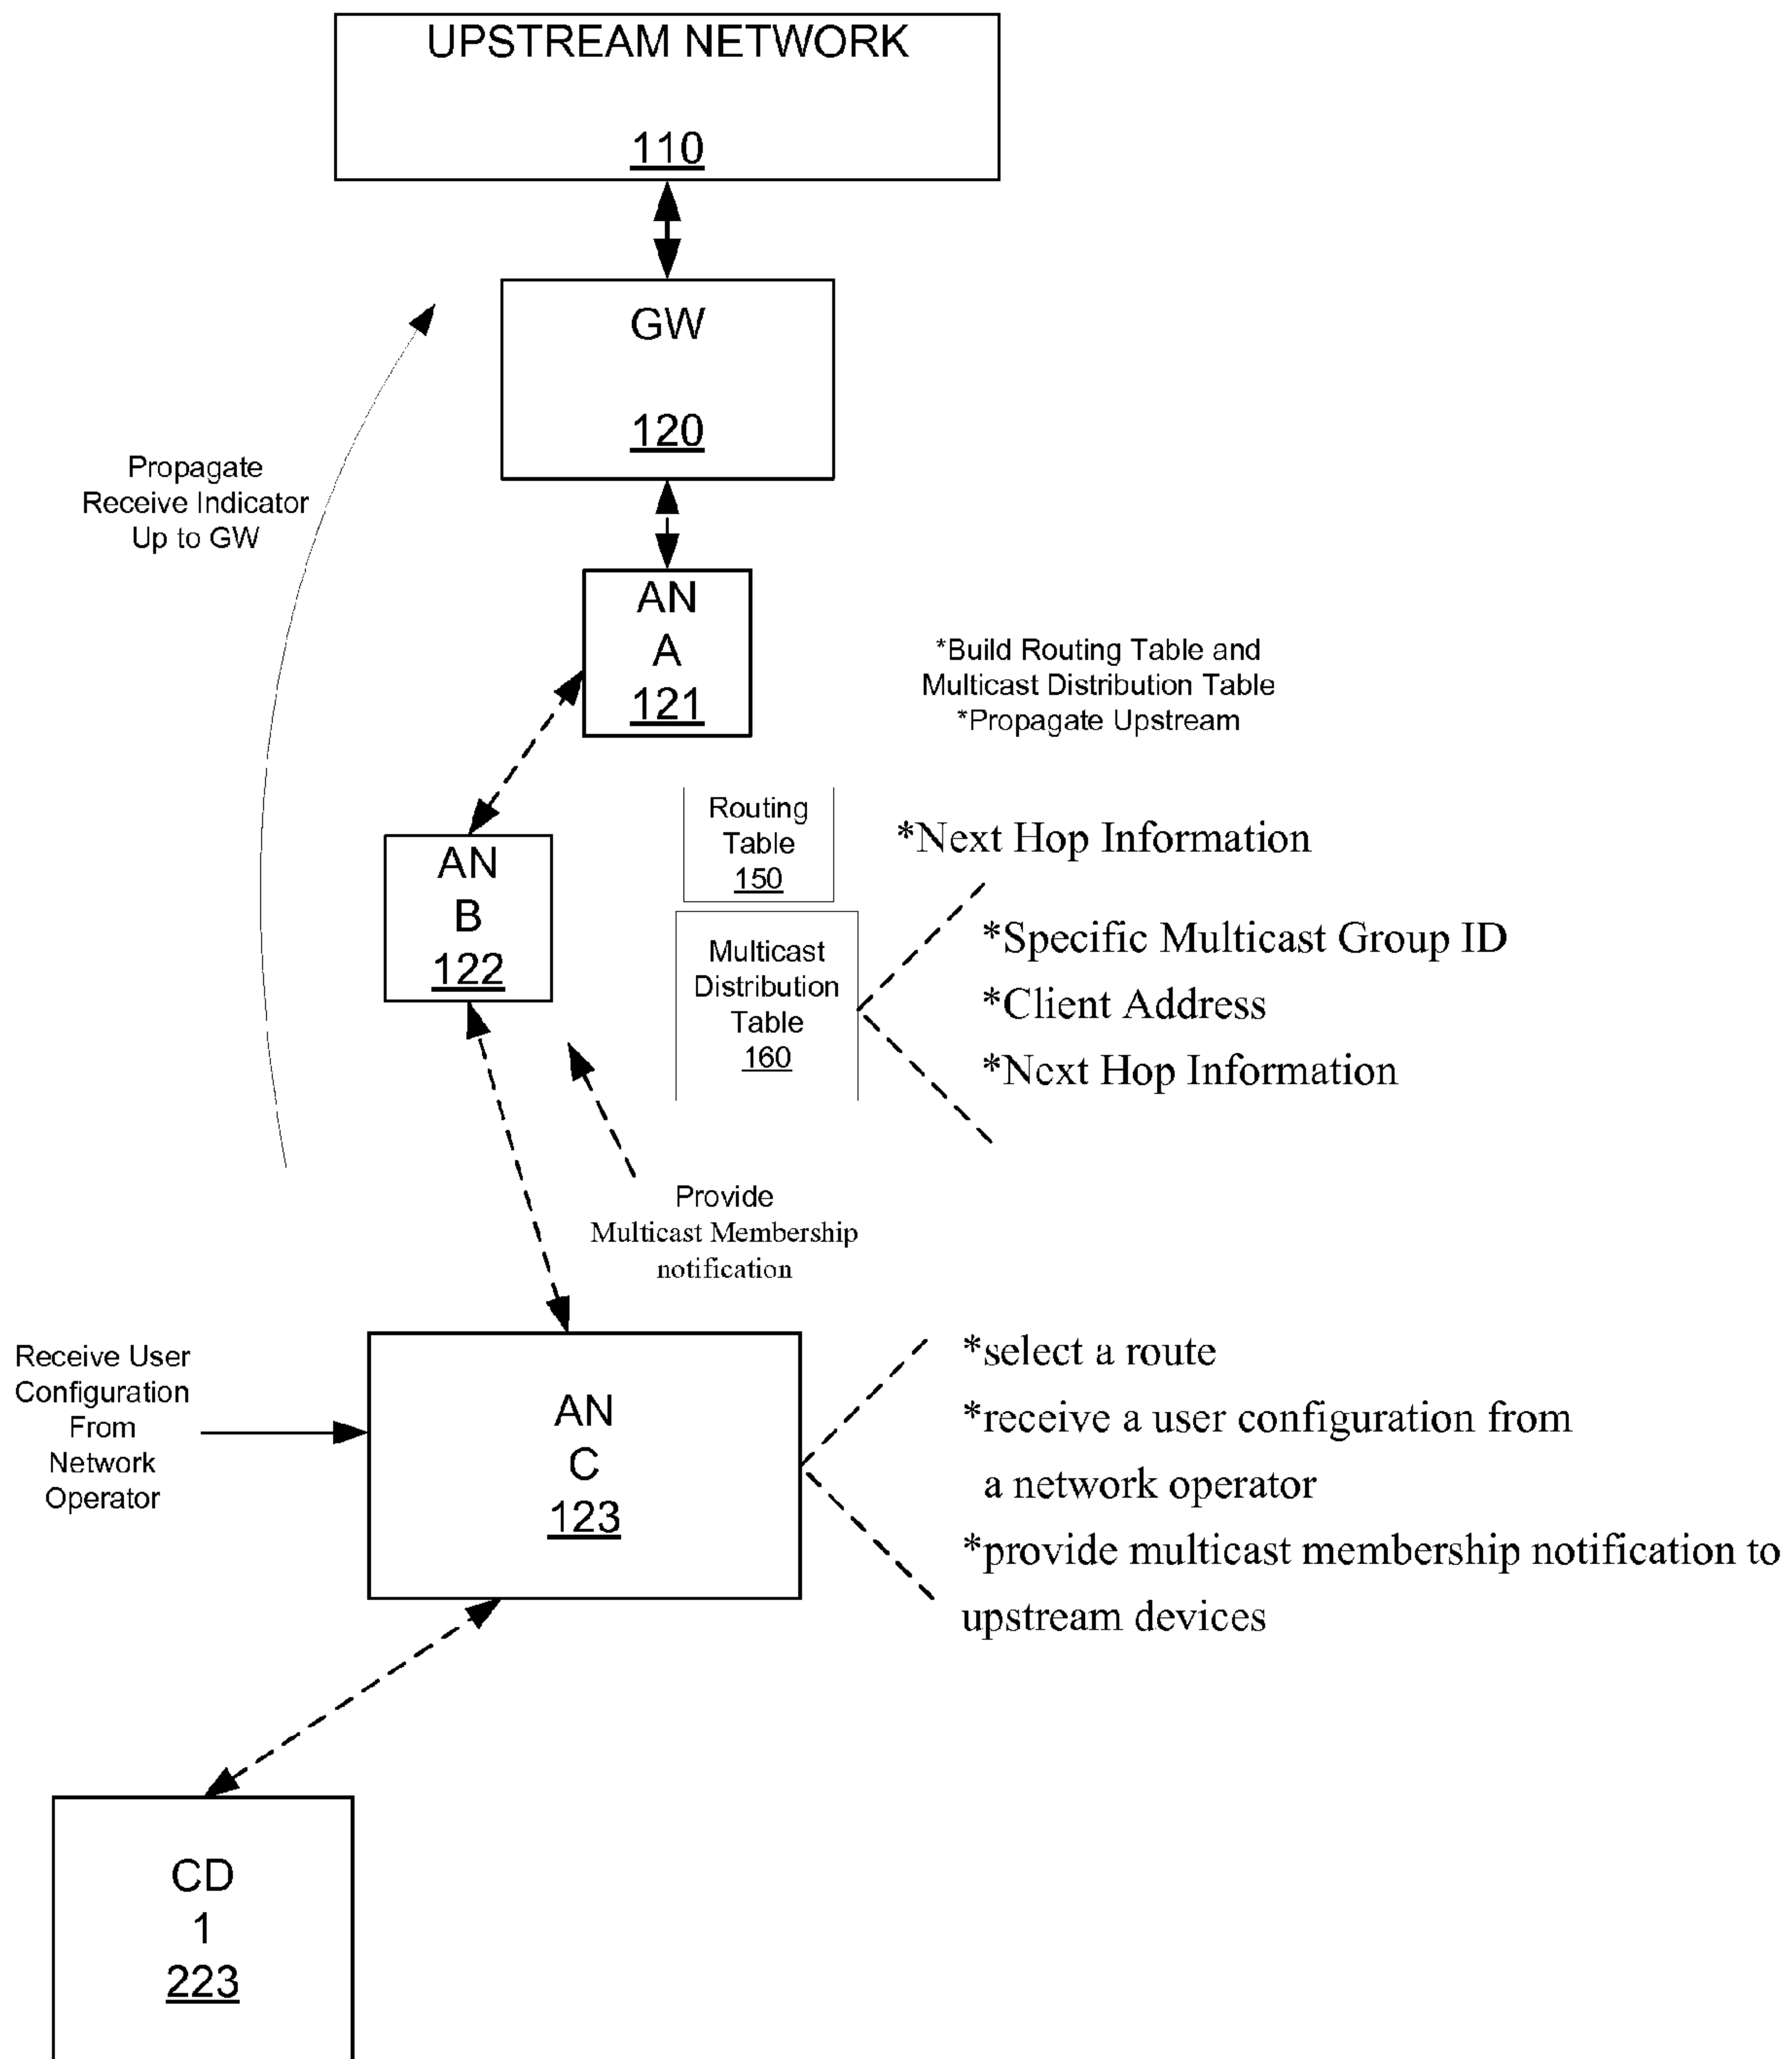 UPSTREAM NETWORK
110
GW
120
Propagate
Receive Indicator
Up to GW
AN
A
121
*Build Routing Table and
Multicast Distribution Table
*Propagate Upstream
AN
B
122
Routing
Table
150
*Next Hop Information
Multicast
Distribution
Table
160
*Specific Multicast Group ID
*Client Address
*Next Hop Information
Provide
Multicast Membership
notification
Receive User
Configuration
From
Network
Operator
AN
C
123
*select a route
*receive a user configuration from
a network operator
*provide multicast membership notification to
upstream devices
CD
1
223